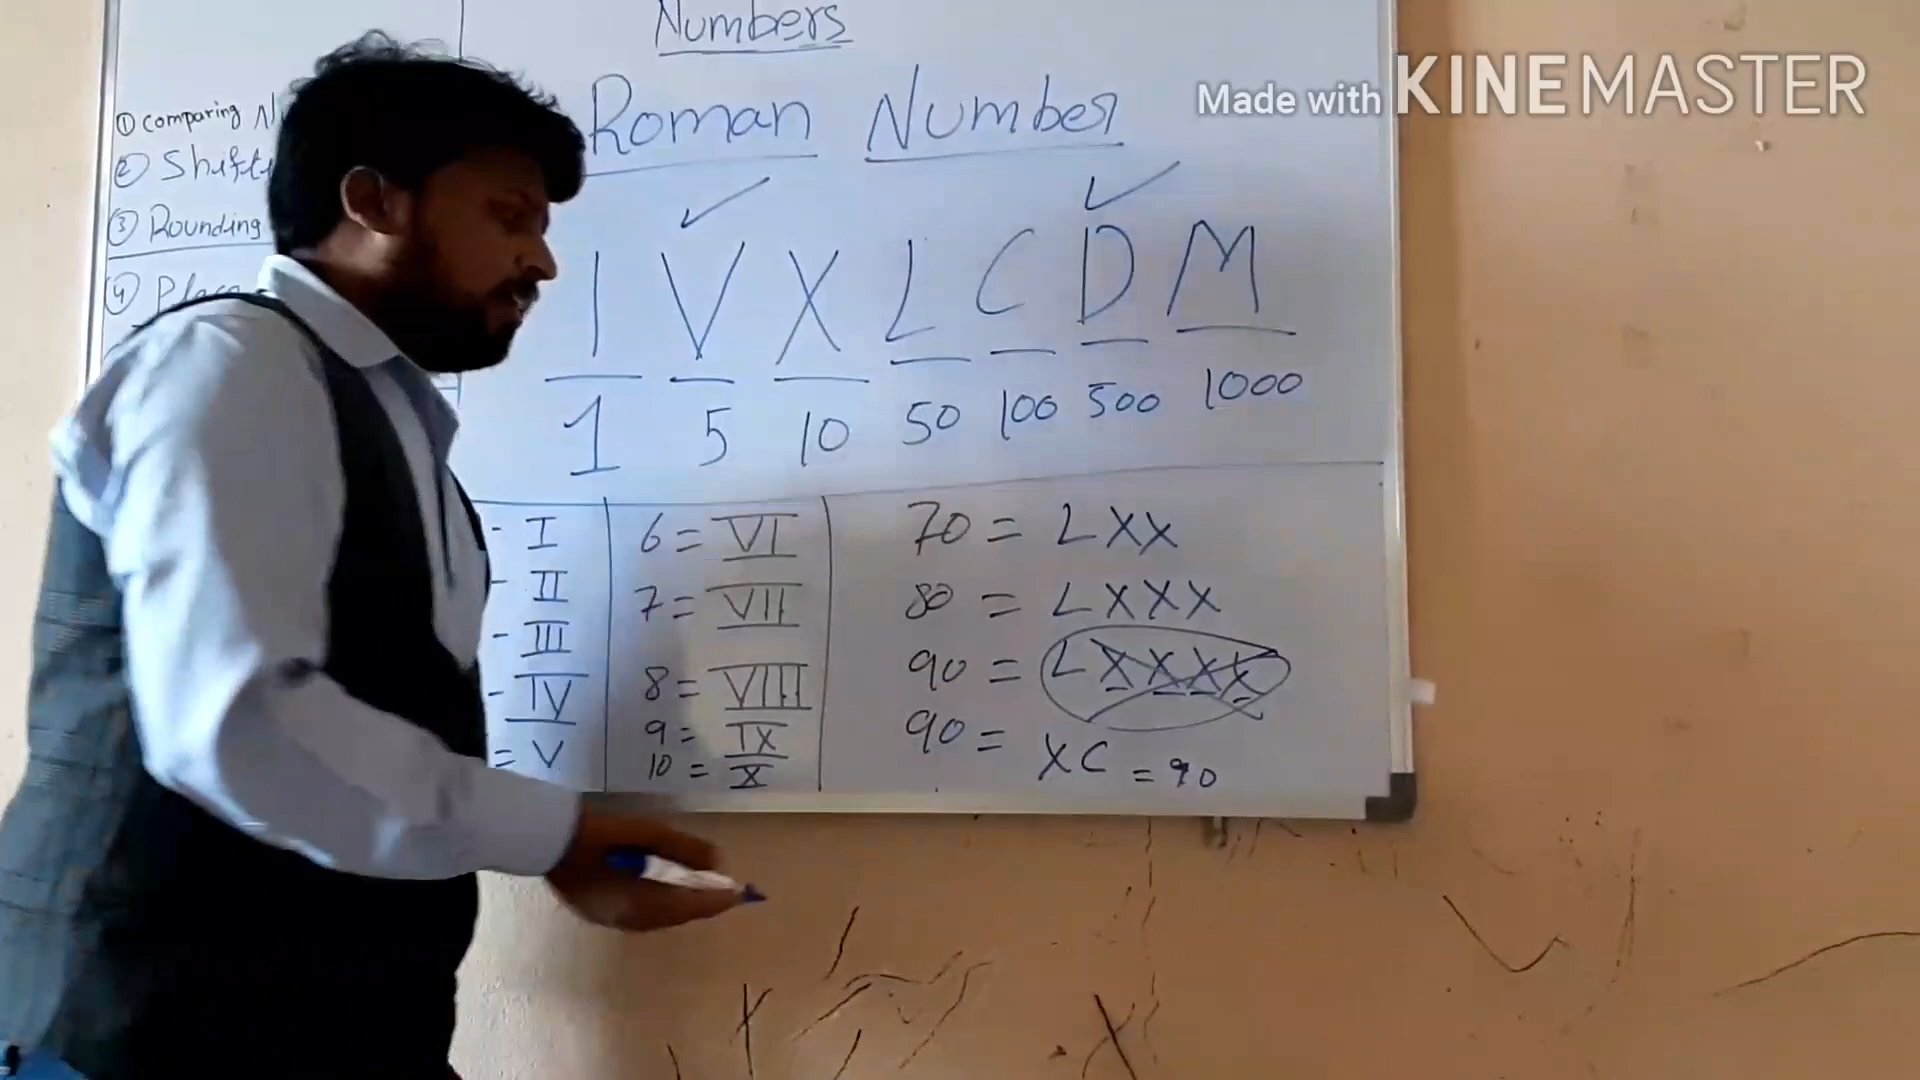 Numbers
Made with KINEMASTER
Roman Number
① Comparing
②
③ Rounding
④
I V X L C D M
1 5 10 50 100 500 1000
- I
- II
- III
- IV
= V
6 = VI
7 = VII
8 = VIII
9 = IX
10 = X
70 = LXX
80 = LXXX
90 = LXXXX
90 = XC = 90